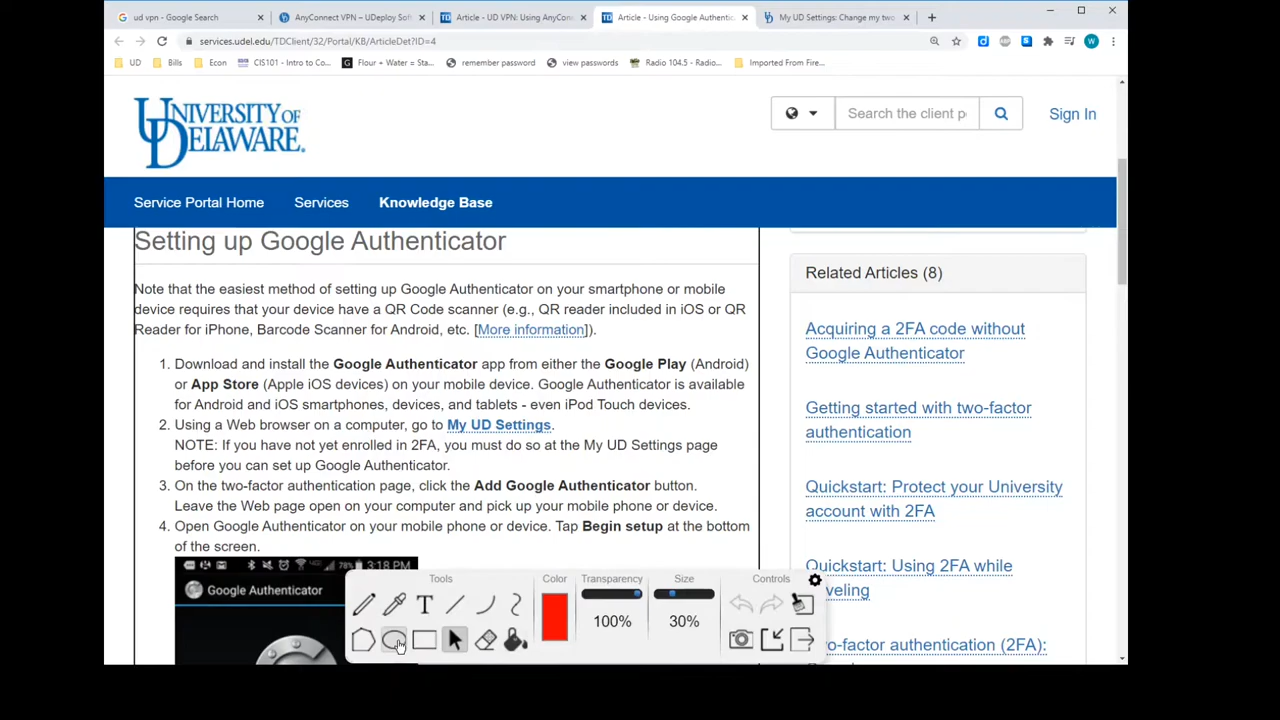 ud vpn - Google Search
AnyConnect VPN – UDeploy Sof
Article - UD VPN: Using AnyCon
Article - Using Google Authentic
My UD Settings: Change my two
services.udel.edu/TDClient/32/Portal/KB/ArticleDet?ID=4
W
UD
Bills
Econ
CIS101 - Intro to Co...
Flour + Water = Sta...
remember password
view passwords
Radio 104.5 - Radio...
Imported From Fire...
UNIVERSITY OF
DELAWARE.
Search the client p
Sign In
Service Portal Home
Services
Knowledge Base
Setting up Google Authenticator
Note that the easiest method of setting up Google Authenticator on your smartphone or mobile
device requires that your device have a QR Code scanner (e.g., QR reader included in iOS or QR
Reader for iPhone, Barcode Scanner for Android, etc. [More information]).
1. Download and install the Google Authenticator app from either the Google Play (Android)
or App Store (Apple iOS devices) on your mobile device. Google Authenticator is available
for Android and iOS smartphones, devices, and tablets - even iPod Touch devices.
2. Using a Web browser on a computer, go to My UD Settings.
NOTE: If you have not yet enrolled in 2FA, you must do so at the My UD Settings page
before you can set up Google Authenticator.
3. On the two-factor authentication page, click the Add Google Authenticator button.
Leave the Web page open on your computer and pick up your mobile phone or device.
4. Open Google Authenticator on your mobile phone or device. Tap Begin setup at the bottom
of the screen.
78% 3:18 PM
Google Authenticator
Related Articles (8)
Acquiring a 2FA code without
Google Authenticator
Getting started with two-factor
authentication
Quickstart: Protect your University
account with 2FA
Quickstart: Using 2FA while
veling
o-factor authentication (2FA):
Tools
Color
Transparency
Size
Controls
T
100%
30%